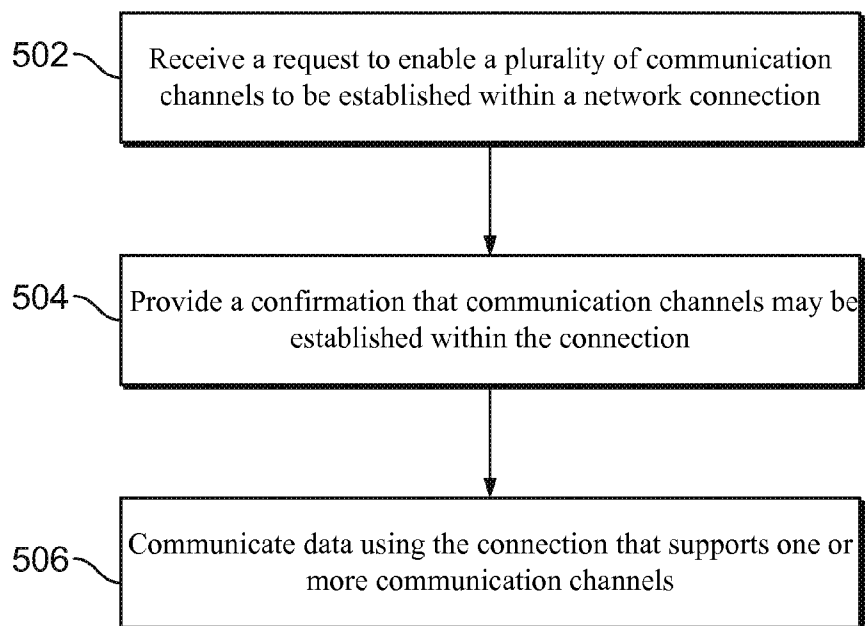 502
Receive a request to enable a plurality of communication
channels to be established within a network connection
504
Provide a confirmation that communication channels may be
established within the connection
506
Communicate data using the connection that supports one or
more communication channels